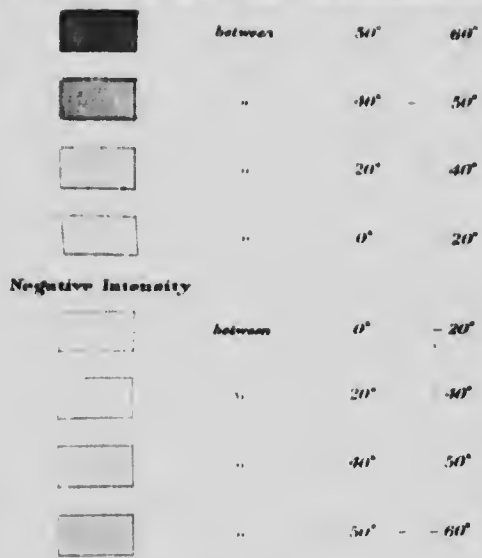 between 50° 60°
" 40° - 50°
" 20° 40°
" 0° 20°
Negative Intensity
between 0° - 20°
" 20° 40°
" 40° 50°
" 50° - - 60°